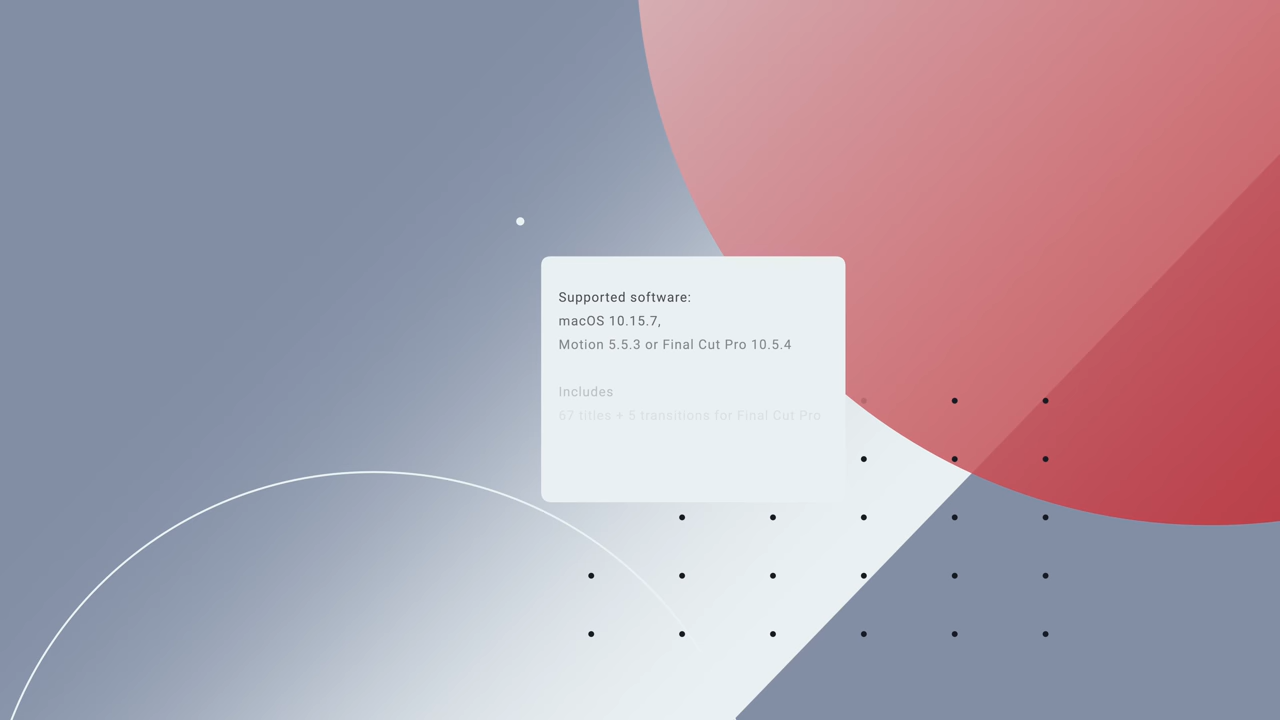 Supported software:
macOS 10.15.7,
Motion 5.5.3 or Final Cut Pro 10.5.4
Includes
67 titles + 5 transitions for Final Cut Pro